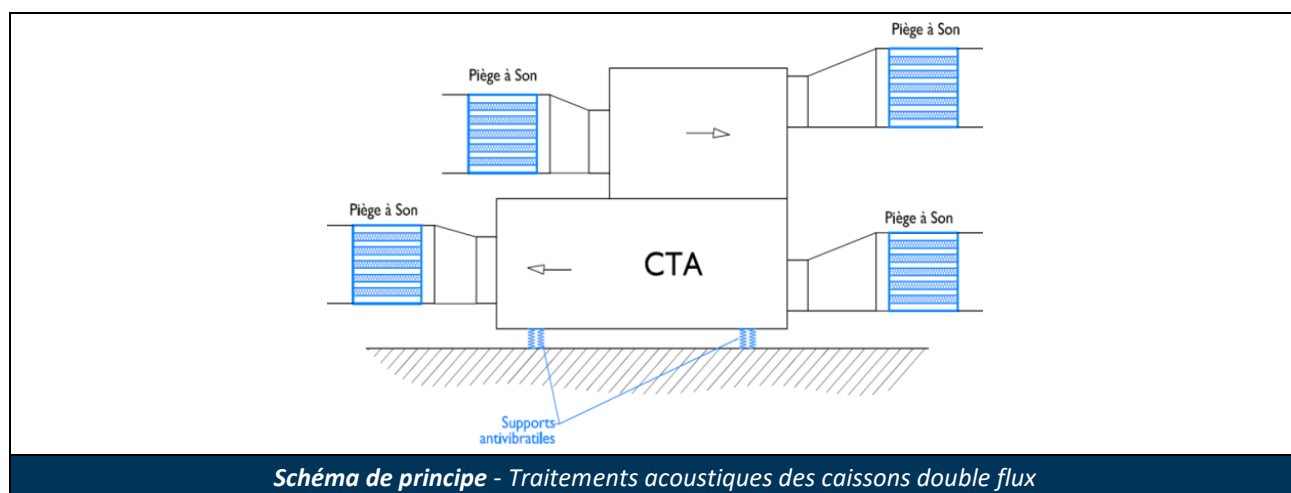 Piège à Son
Piège à Son
Piège à Son
Piège à Son
CTA
Supports
antivibratiles
Schéma de principe - Traitements acoustiques des caissons double flux